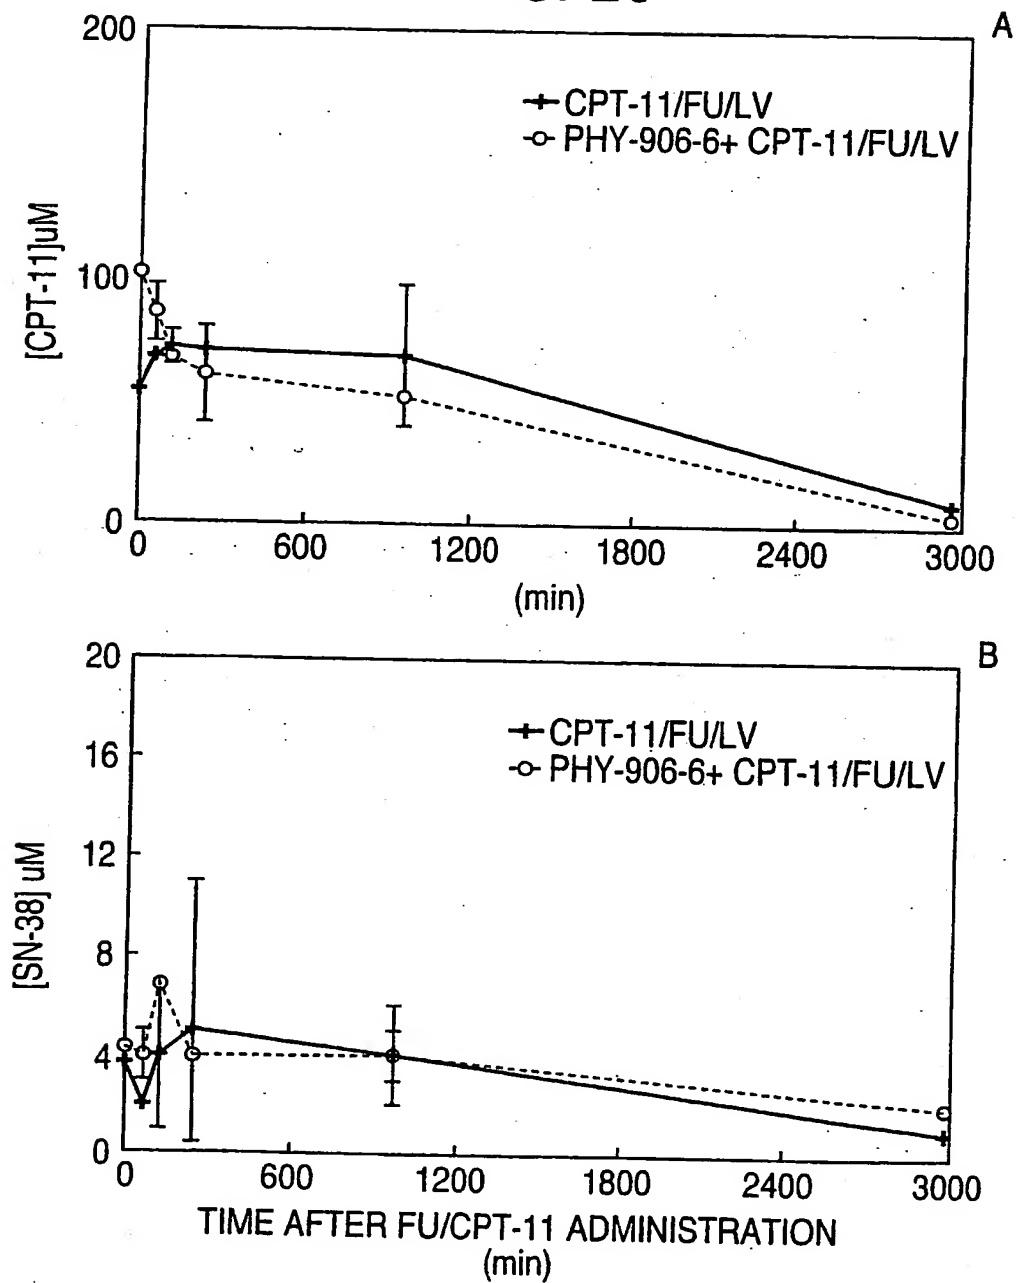 A
200
CPT-11/FU/LV
PHY-906-6+ CPT-11/FU/LV
[CPT-11]uM
100
0
0 600 1200 1800 2400 3000
(min)
B
20
CPT-11/FU/LV
16
PHY-906-6+ CPT-11/FU/LV
12
[SN-38] uM
8
4
0
0 600 1200 1800 2400 3000
TIME AFTER FU/CPT-11 ADMINISTRATION
(min)